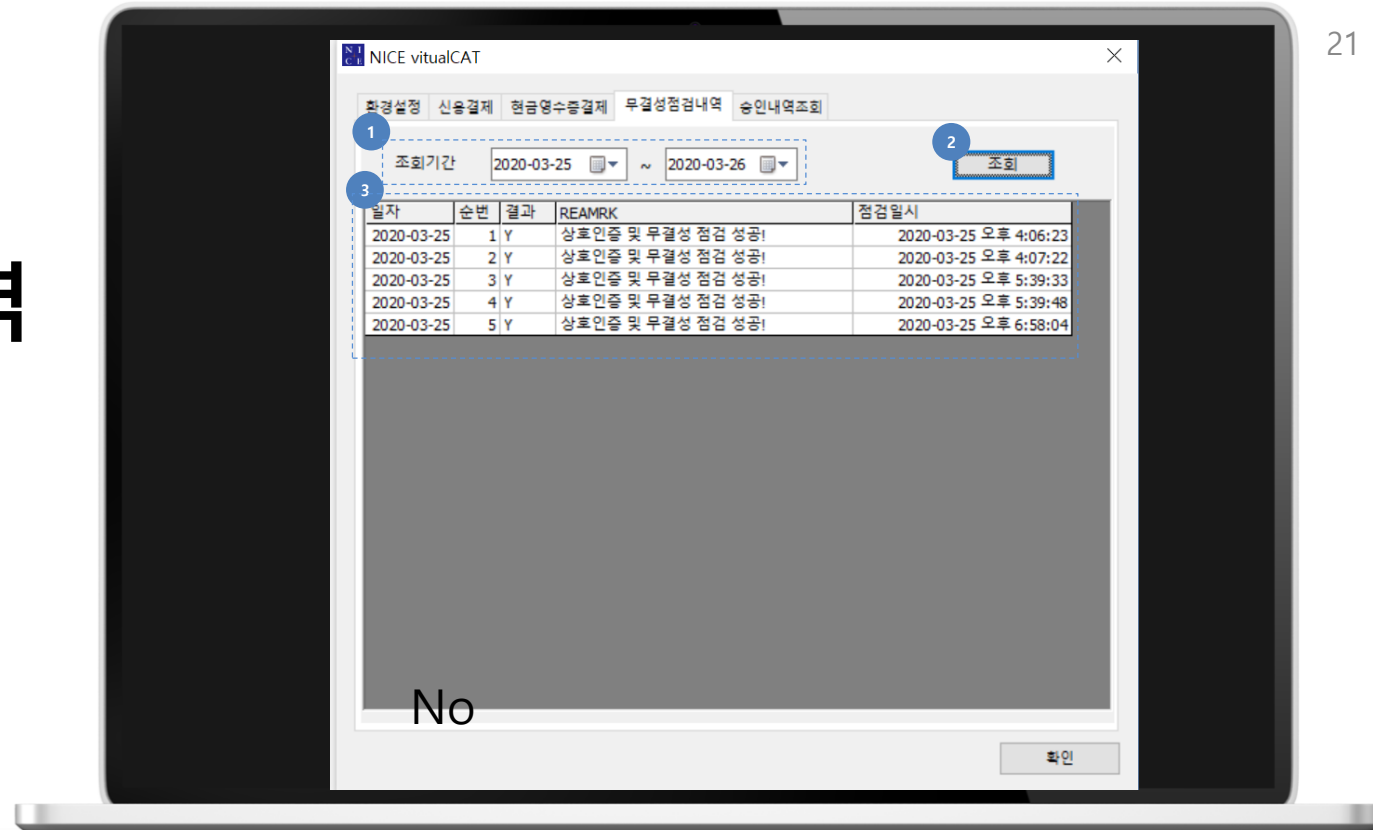 21
NICE NICE vitualCAT
환경설정 신용결제 현금영수증결제 무결성점검내역 승인내역조회
1
2
조회기간 2020-03-25 ~ 2020-03-26 조회
3
일자 순번 결과 REAMRK 점검일시
2020-03-25 1 Y 상호인증 및 무결성 점검 성공! 2020-03-25 오후 4:06:23
2020-03-25 2 Y 상호인증 및 무결성 점검 성공! 2020-03-25 오후 4:07:22
2020-03-25 3 Y 상호인증 및 무결성 점검 성공! 2020-03-25 오후 5:39:33
2020-03-25 4 Y 상호인증 및 무결성 점검 성공! 2020-03-25 오후 5:39:48
2020-03-25 5 Y 상호인증 및 무결성 점검 성공! 2020-03-25 오후 6:58:04
No
확인